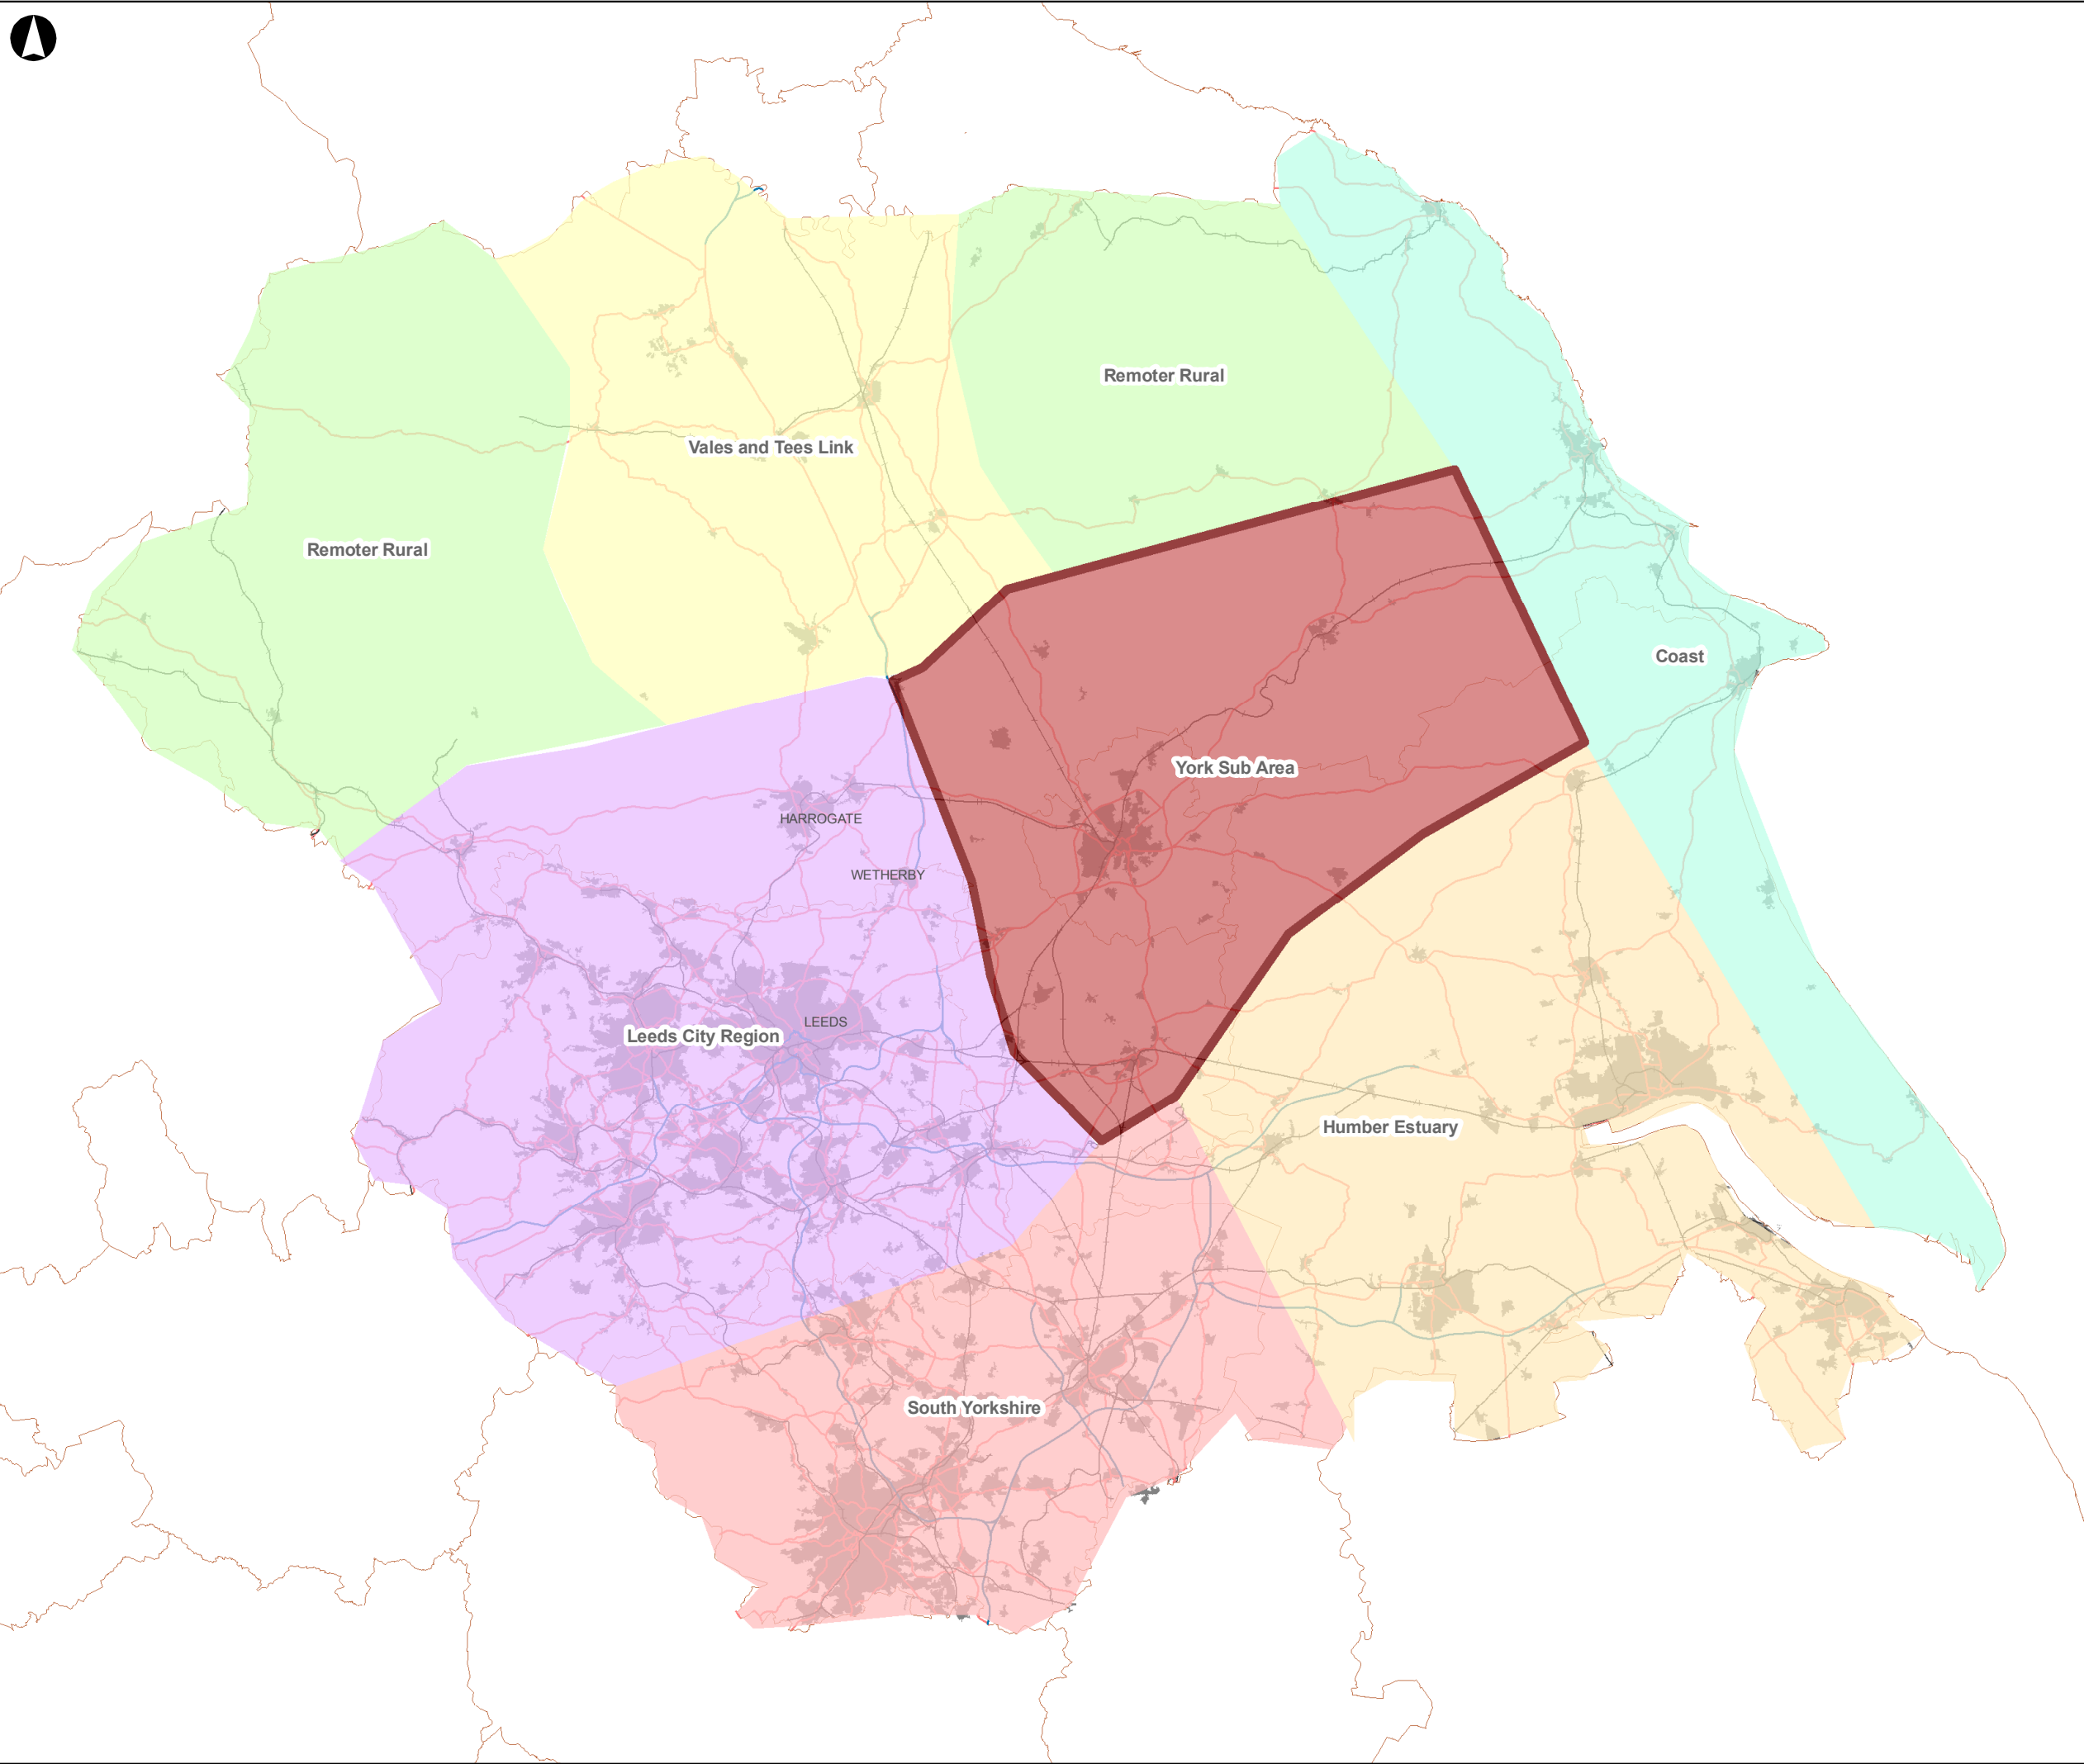 Remoter Rural
Vales and Tees Link
Remoter Rural
Coast
York Sub Area
HARROGATE
WETHERBY
LEEDS
Leeds City Region
Humber Estuary
South Yorkshire